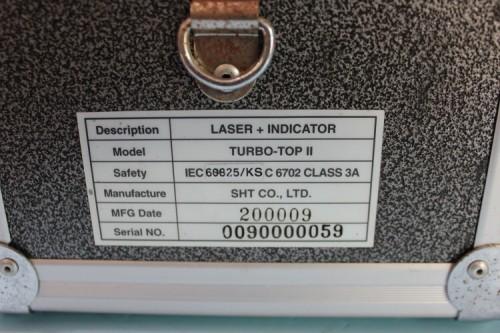 Description LASER + INDICATOR
Model TURBO-TOP II
Safety IEC 60825/KS C 6702 CLASS 3A
Manufacture SHT CO., LTD.
MFG Date 200009
Serial NO. 0090000059